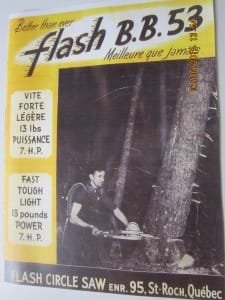 Better than ever
flash B.B. 53
Meilleure que Jamais
VITE
FORTE
LÉGÈRE
13 lbs
PUISSANCE
7. H.P.
FAST
TOUGH
LIGHT
13 pounds
POWER
7. H.P.
FLASH CIRCLE SAW ENR. 95, St-Roch, Québec